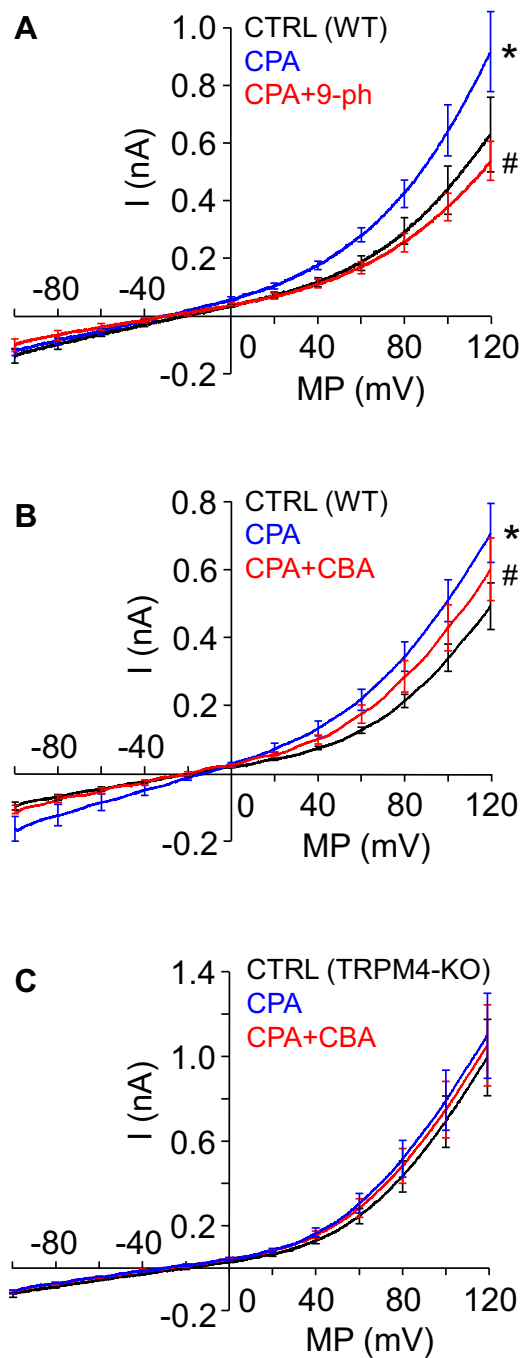 A
CTRL (WT)
CPA
CPA+9-ph
*
#
I (nA)
1.0
0.8
0.6
0.4
0.2
-0.2
-80 -40
0 40 80 120
MP (mV)
B
CTRL (WT)
CPA
CPA+CBA
*
#
I (nA)
0.8
0.6
0.4
0.2
-0.2
-80 -40
0 40 80 120
MP (mV)
C
CTRL (TRPM4-KO)
CPA
CPA+CBA
I (nA)
1.4
1.0
0.6
0.2
-0.2
-80 -40
0 40 80 120
MP (mV)